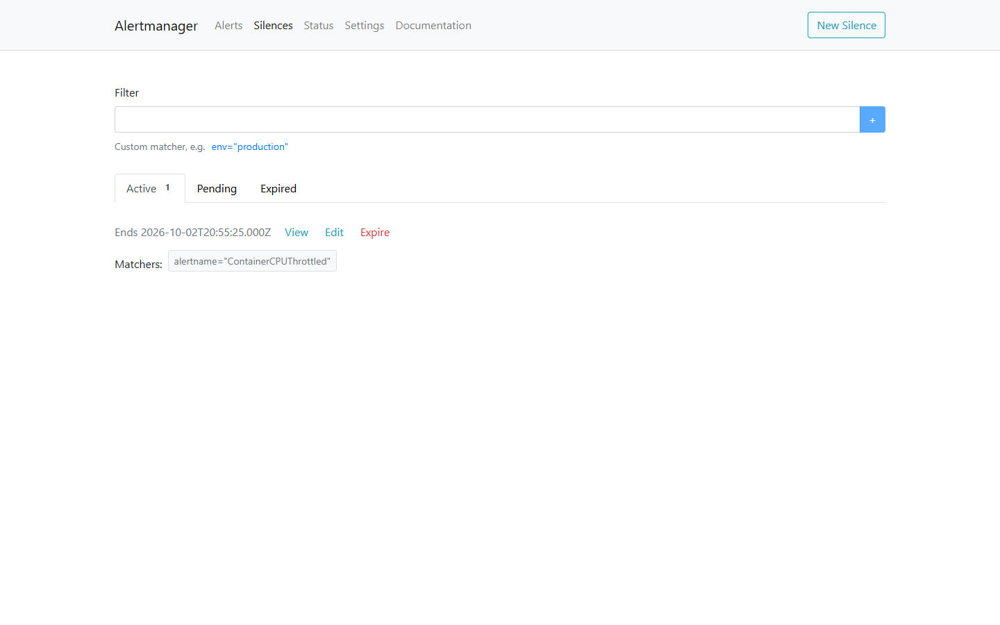 Alertmanager Alerts Silences Status Settings Documentation New Silence
Filter
+
Custom matcher, e.g. env="production"
Active 1 Pending Expired
Ends 2026-10-02T20:55:25.000Z View Edit Expire
Matchers: alertname="ContainerCPUThrottled"